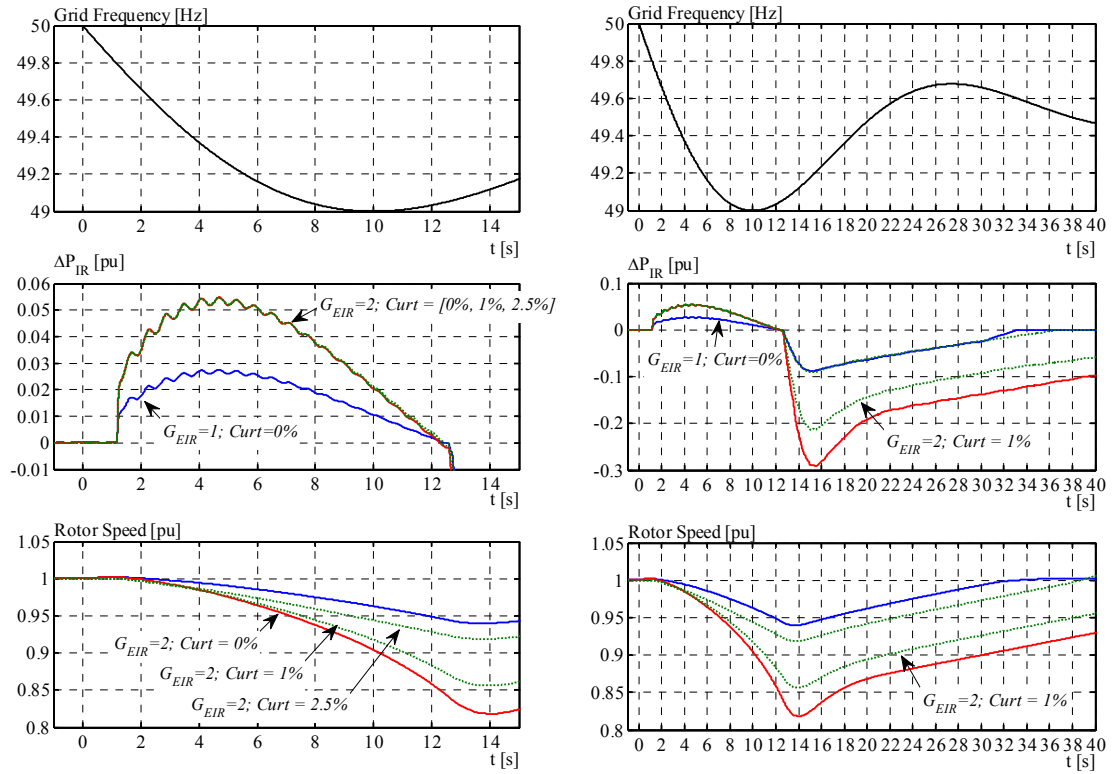 Grid Frequency [Hz]
50
49.8
49.6
49.4
49.2
49
0 2 4 6 8 10 12 14
t [s]
ΔP_IR [pu]
0.06
0.05
0.04
0.03
0.02
0.01
0
-0.01
G_EIR=2; Curt = [0%, 1%, 2.5%]
G_EIR=1; Curt=0%
0 2 4 6 8 10 12 14
t [s]
Rotor Speed [pu]
1.05
1
0.95
0.9
0.85
0.8
G_EIR=2; Curt = 0%
G_EIR=2; Curt = 1%
G_EIR=2; Curt = 2.5%
0 2 4 6 8 10 12 14
t [s]
Grid Frequency [Hz]
50
49.8
49.6
49.4
49.2
49
0 2 4 6 8 10 12 14 16 18 20 22 24 26 28 30 32 34 36 38 40
t [s]
ΔP_IR [pu]
0.1
0
-0.1
-0.2
-0.3
G_EIR=1; Curt=0%
G_EIR=2; Curt = 1%
0 2 4 6 8 10 12 14 16 18 20 22 24 26 28 30 32 34 36 38 40
t [s]
Rotor Speed [pu]
1.05
1
0.95
0.9
0.85
0.8
G_EIR=2; Curt = 1%
0 2 4 6 8 10 12 14 16 18 20 22 24 26 28 30 32 34 36 38 40
t [s]